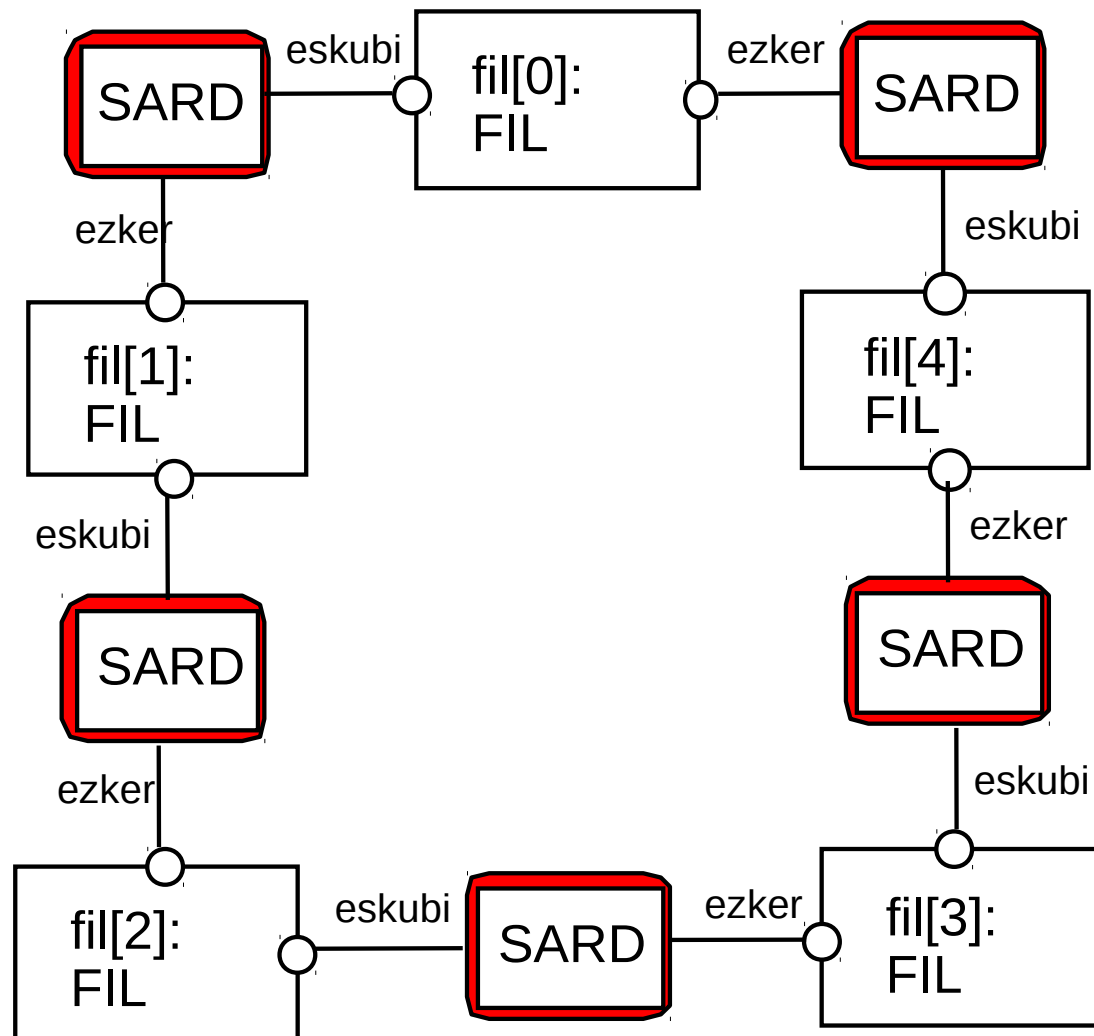 SARD
eskubi
fil[0]:
FIL
ezker
SARD
ezker
eskubi
fil[1]:
FIL
fil[4]:
FIL
eskubi
ezker
SARD
SARD
ezker
eskubi
fil[2]:
FIL
eskubi
SARD
ezker
fil[3]:
FIL